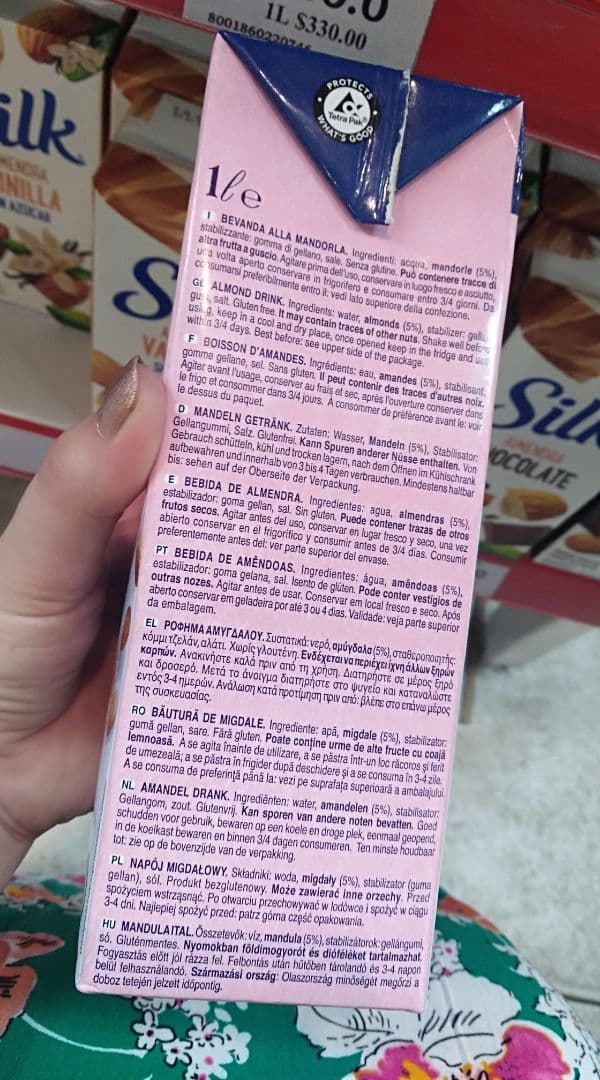 1L $330.00
8001860220746
PROTECTS
Tetra Pak®
WHAT'S GOOD
1ℓ e
I BEVANDA ALLA MANDORLA. Ingredienti: acqua, mandorle (5%),
stabilizzante: gomma di gellano, sale. Senza glutine. Può contenere tracce di
altra frutta a guscio. Agitare prima dell'uso, conservare in luogo fresco e asciutto,
una volta aperto conservare in frigorifero e consumare entro 3/4 giorni. Da
consumarsi preferibilmente entro il: vedi lato superiore della confezione.
GB ALMOND DRINK. Ingredients: water, almonds (5%), stabilizer: gellan
gum, salt. Gluten free. It may contain traces of other nuts. Shake well before
using, keep in a cool and dry place, once opened keep in the fridge and use
within 3/4 days. Best before: see upper side of the package.
F BOISSON D'AMANDES. Ingrédients: eau, amandes (5%), stabilisant:
gomme gellane, sel. Sans gluten. Il peut contenir des traces d'autres noix.
Agiter avant l'usage, conserver au frais et sec, après l'ouverture conserver dans
le frigo et consommer dans 3/4 jours. À consommer de préférence avant le: voir
le dessus du paquet.
D MANDELN GETRÄNK. Zutaten: Wasser, Mandeln (5%), Stabilisator:
Gellangummi, Salz. Glutenfrei. Kann Spuren anderer Nüsse enthalten. Von
Gebrauch schütteln, kühl und trocken lagern, nach dem Öffnen im Kühlschrank
aufbewahren und innerhalb von 3 bis 4 Tagen verbrauchen. Mindestens haltbar
bis: sehen auf der Oberseite der Verpackung.
E BEBIDA DE ALMENDRA. Ingredientes: agua, almendras (5%),
estabilizador: goma gellan, sal. Sin gluten. Puede contener trazas de otros
frutos secos. Agitar antes del uso, conservar en lugar fresco y seco, una vez
abierto conservar en el frigorífico y consumir antes de 3/4 días. Consumir
preferentemente antes del: ver parte superior del envase.
PT BEBIDA DE AMÊNDOAS. Ingredientes: água, amêndoas (5%),
estabilizador: goma gelana, sal. Isento de glúten. Pode conter vestígios de
outras nozes. Agitar antes de usar. Conservar em local fresco e seco. Após
aberto conservar em geladeira por até 3 ou 4 dias. Validade: veja parte superior
da embalagem.
EL ΡΟΦΗΜΑ ΑΜΥΓΔΑΛΟΥ. Συστατικά: νερό, αμύγδαλα (5%), σταθεροποιητής:
κόμμι τζελάν, αλάτι. Χωρίς γλουτένη. Ενδέχεται να περιέχει ίχνη άλλων ξηρών
καρπών. Ανακινήστε καλά πριν από τη χρήση. Διατηρήστε σε μέρος ξηρό
και δροσερό. Μετά το άνοιγμα διατηρήστε στο ψυγείο και καταναλώστε
εντός 3-4 ημερών. Ανάλωση κατά προτίμηση πριν από: βλέπε στο επάνω μέρος
της συσκευασίας.
RO BĂUTURĂ DE MIGDALE. Ingrediente: apă, migdale (5%), stabilizator:
gumă gellan, sare. Fără gluten. Poate conține urme de alte fructe cu coajă
lemnoasă. A se agita înainte de utilizare, a se păstra într-un loc răcoros și ferit
de umezeală; a se păstra în frigider după deschidere și a se consuma în 3-4 zile.
A se consuma de preferință până la: vezi pe suprafața superioară a ambalajului.
NL AMANDEL DRANK. Ingrediënten: water, amandelen (5%), stabilisator:
Gellangom, zout. Glutenvrij. Kan sporen van andere noten bevatten. Goed
schudden voor gebruik, bewaren op een koele en droge plek, eenmaal geopend,
in de koelkast bewaren en binnen 3/4 dagen consumeren. Ten minste houdbaar
tot: zie op de bovenzijde van de verpakking.
PL NAPÓJ MIGDAŁOWY. Składniki: woda, migdały (5%), stabilizator (guma
gellan), sól. Produkt bezglutenowy. Może zawierać inne orzechy. Przed
spożyciem wstrząsnąć. Po otwarciu przechowywać w lodówce i spożyć w ciągu
3-4 dni. Najlepiej spożyć przed: patrz górna część opakowania.
HU MANDULAITAL. Összetevők: víz, mandula (5%), stabilizátorok: gellángumi,
só. Gluténmentes. Nyomokban földimogyorót és dióféléket tartalmazhat.
Fogyasztás előtt jól rázza fel. Felbontás után hűtőben tárolandó és 3-4 napon
belül felhasználandó. Származási ország: Olaszország minőségét megőrzi a
doboz tetején jelzett időpontig.
Silk
ALMENDRA
CHOCOLATE